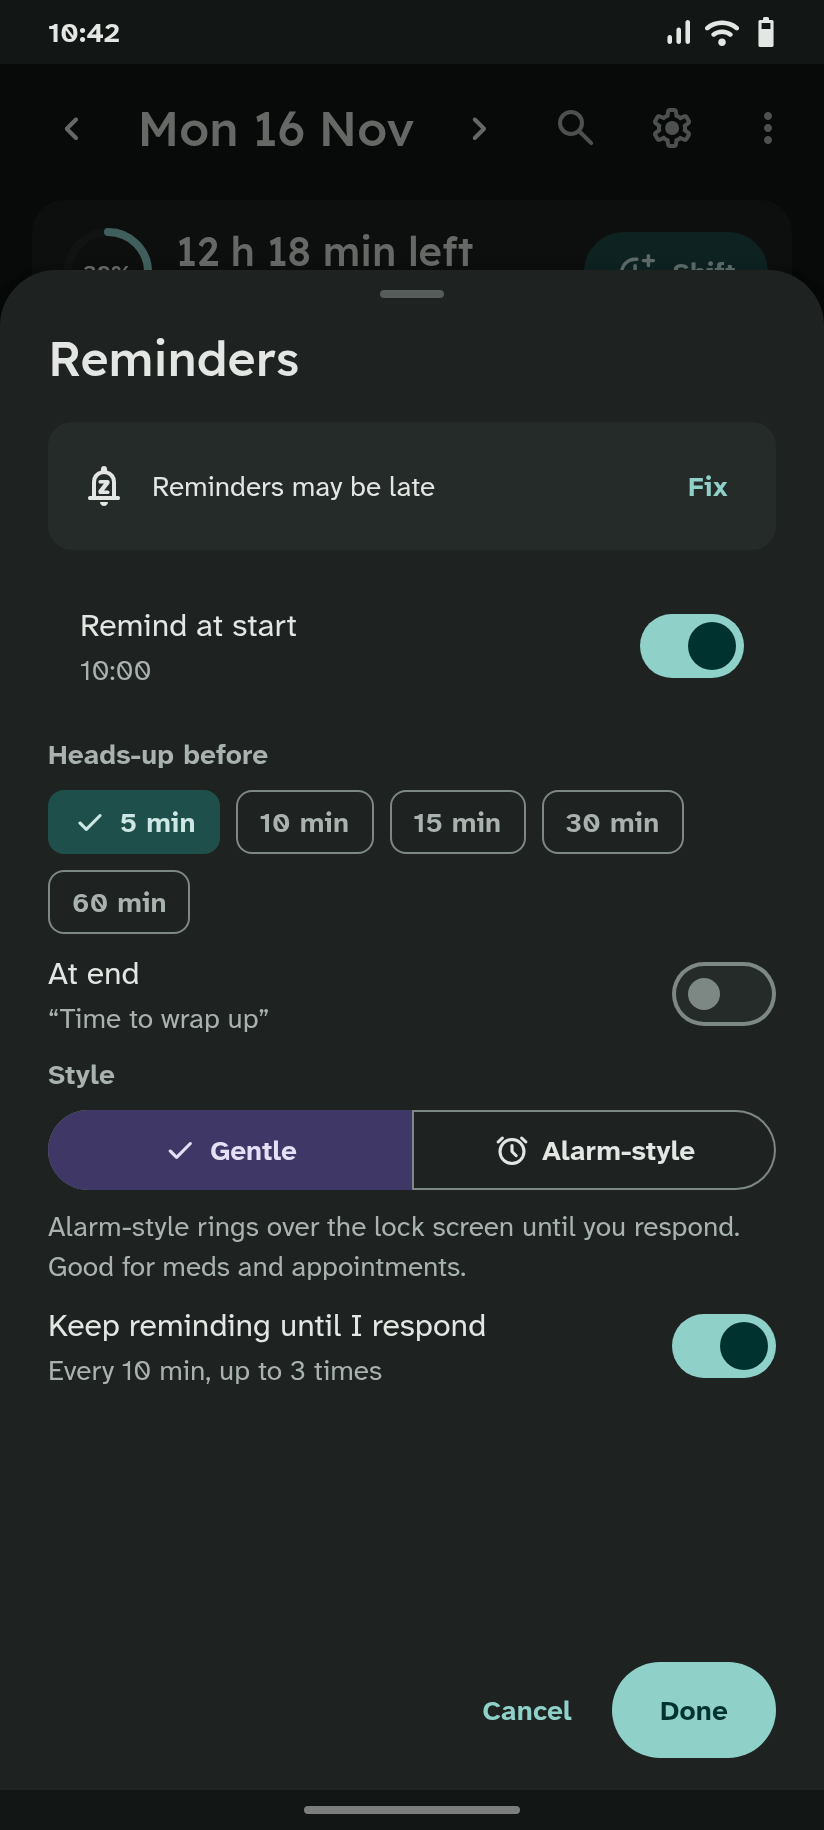 10:42
Mon 16 Nov
12 h 18 min left
Shift
Reminders
Reminders may be late
Fix
Remind at start
10:00
Heads-up before
5 min
10 min
15 min
30 min
60 min
At end
“Time to wrap up”
Style
Gentle
Alarm-style
Alarm-style rings over the lock screen until you respond.
Good for meds and appointments.
Keep reminding until I respond
Every 10 min, up to 3 times
Cancel
Done